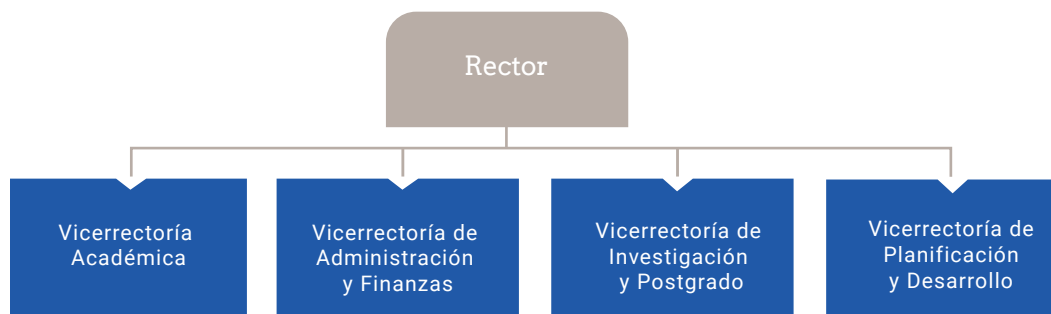 Rector
Vicerrectoría
Académica
Vicerrectoría de
Administración
y Finanzas
Vicerrectoría de
Investigación
y Postgrado
Vicerrectoría de
Planificación
y Desarrollo